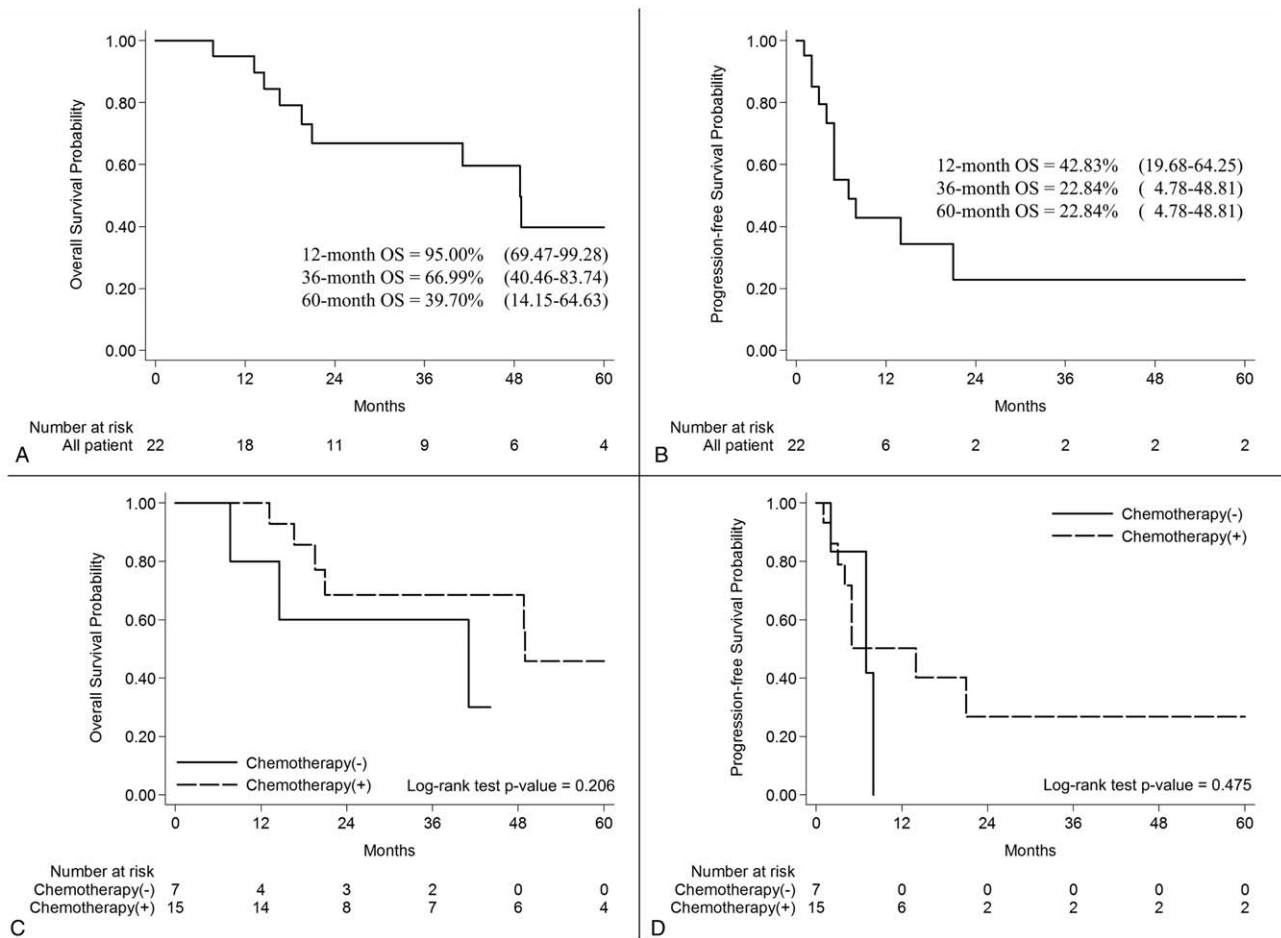 1.00
0.80
0.60
0.40
0.20
0.00
Overall Survival Probability
12-month OS = 95.00% (69.47-99.28)
36-month OS = 66.99% (40.46-83.74)
60-month OS = 39.70% (14.15-64.63)
0 12 24 36 48 60
Months
Number at risk
All patient 22 18 11 9 6 4
A
1.00
0.80
0.60
0.40
0.20
0.00
Progression-free Survival Probability
12-month OS = 42.83% (19.68-64.25)
36-month OS = 22.84% ( 4.78-48.81)
60-month OS = 22.84% ( 4.78-48.81)
0 12 24 36 48 60
Months
Number at risk
All patient 22 6 2 2 2 2
B
1.00
0.80
0.60
0.40
0.20
0.00
Overall Survival Probability
Chemotherapy(-)
Chemotherapy(+)
Log-rank test p-value = 0.206
0 12 24 36 48 60
Months
Number at risk
Chemotherapy(-) 7 4 3 2 0 0
Chemotherapy(+) 15 14 8 7 6 4
C
1.00
0.80
0.60
0.40
0.20
0.00
Progression-free Survival Probability
Chemotherapy(-)
Chemotherapy(+)
Log-rank test p-value = 0.475
0 12 24 36 48 60
Months
Number at risk
Chemotherapy(-) 7 0 0 0 0 0
Chemotherapy(+) 15 6 2 2 2 2
D